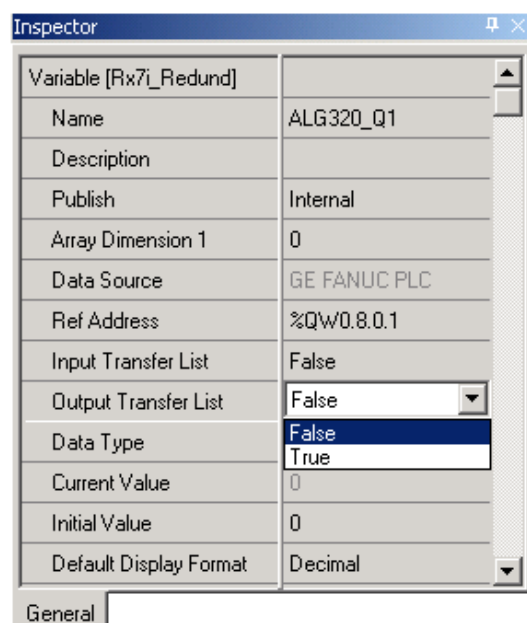 Inspector
Variable [Rx7i_Redund]
Name ALG320_Q1
Description
Publish Internal
Array Dimension 1 0
Data Source GE FANUC PLC
Ref Address %QW0.8.0.1
Input Transfer List False
Output Transfer List False
Data Type False
True
Current Value 0
Initial Value 0
Default Display Format Decimal
General